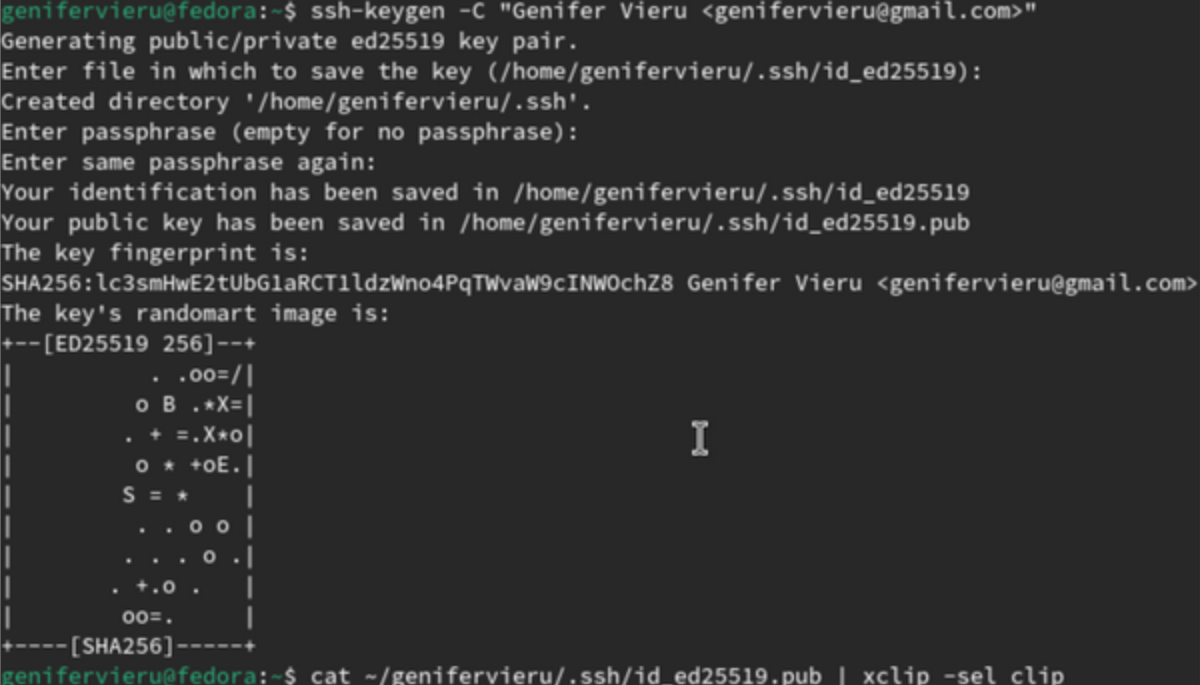 genifervieru@fedora:~$ ssh-keygen -C "Genifer Vieru <genifervieru@gmail.com>"
Generating public/private ed25519 key pair.
Enter file in which to save the key (/home/genifervieru/.ssh/id_ed25519):
Created directory '/home/genifervieru/.ssh'.
Enter passphrase (empty for no passphrase):
Enter same passphrase again:
Your identification has been saved in /home/genifervieru/.ssh/id_ed25519
Your public key has been saved in /home/genifervieru/.ssh/id_ed25519.pub
The key fingerprint is:
SHA256:lc3smHwE2tUbG1aRCT1ldzWno4PqTWvaW9cINWOchZ8 Genifer Vieru <genifervieru@gmail.com>
The key's randomart image is:
+--[ED25519 256]--+
|          . .oo=/|
|         o B .*X=|
|        . + =.X*o|
|         o * +oE.|
|        S = *    |
|         . . o o |
|        . . . o .|
|       . +.o .   |
|        oo=.     |
+----[SHA256]-----+
genifervieru@fedora:~$ cat ~/genifervieru/.ssh/id_ed25519.pub | xclip -sel clip